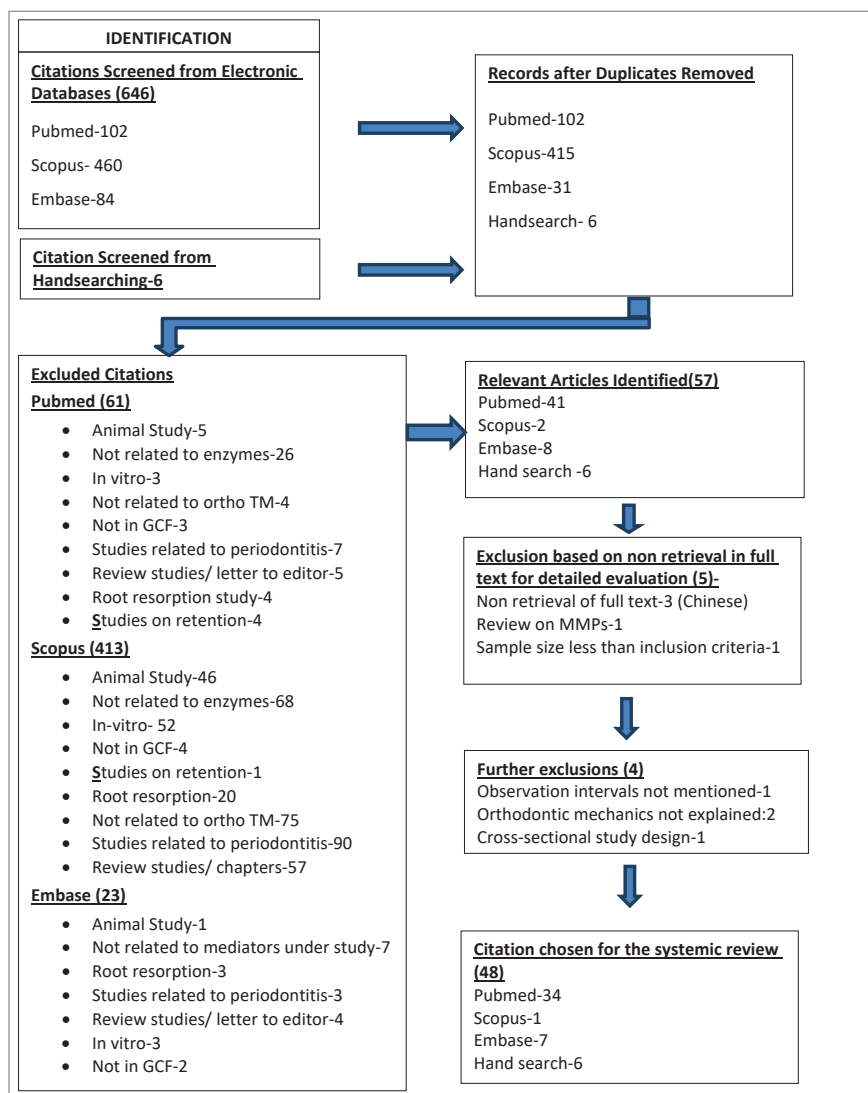 IDENTIFICATION
Citations Screened from Electronic
Databases (646)
Pubmed-102
Scopus- 460
Embase-84
Citation Screened from
Handsearching-6
Records after Duplicates Removed
Pubmed-102
Scopus-415
Embase-31
Handsearch- 6
Excluded Citations
Pubmed (61)
• Animal Study-5
• Not related to enzymes-26
• In vitro-3
• Not related to ortho TM-4
• Not in GCF-3
• Studies related to periodontitis-7
• Review studies/ letter to editor-5
• Root resorption study-4
• Studies on retention-4
Scopus (413)
• Animal Study-46
• Not related to enzymes-68
• In-vitro- 52
• Not in GCF-4
• Studies on retention-1
• Root resorption-20
• Not related to ortho TM-75
• Studies related to periodontitis-90
• Review studies/ chapters-57
Embase (23)
• Animal Study-1
• Not related to mediators under study-7
• Root resorption-3
• Studies related to periodontitis-3
• Review studies/ letter to editor-4
• In vitro-3
• Not in GCF-2
Relevant Articles Identified(57)
Pubmed-41
Scopus-2
Embase-8
Hand search -6
Exclusion based on non retrieval in full
text for detailed evaluation (5)-
Non retrieval of full text-3 (Chinese)
Review on MMPs-1
Sample size less than inclusion criteria-1
Further exclusions (4)
Observation intervals not mentioned-1
Orthodontic mechanics not explained:2
Cross-sectional study design-1
Citation chosen for the systemic review
(48)
Pubmed-34
Scopus-1
Embase-7
Hand search-6